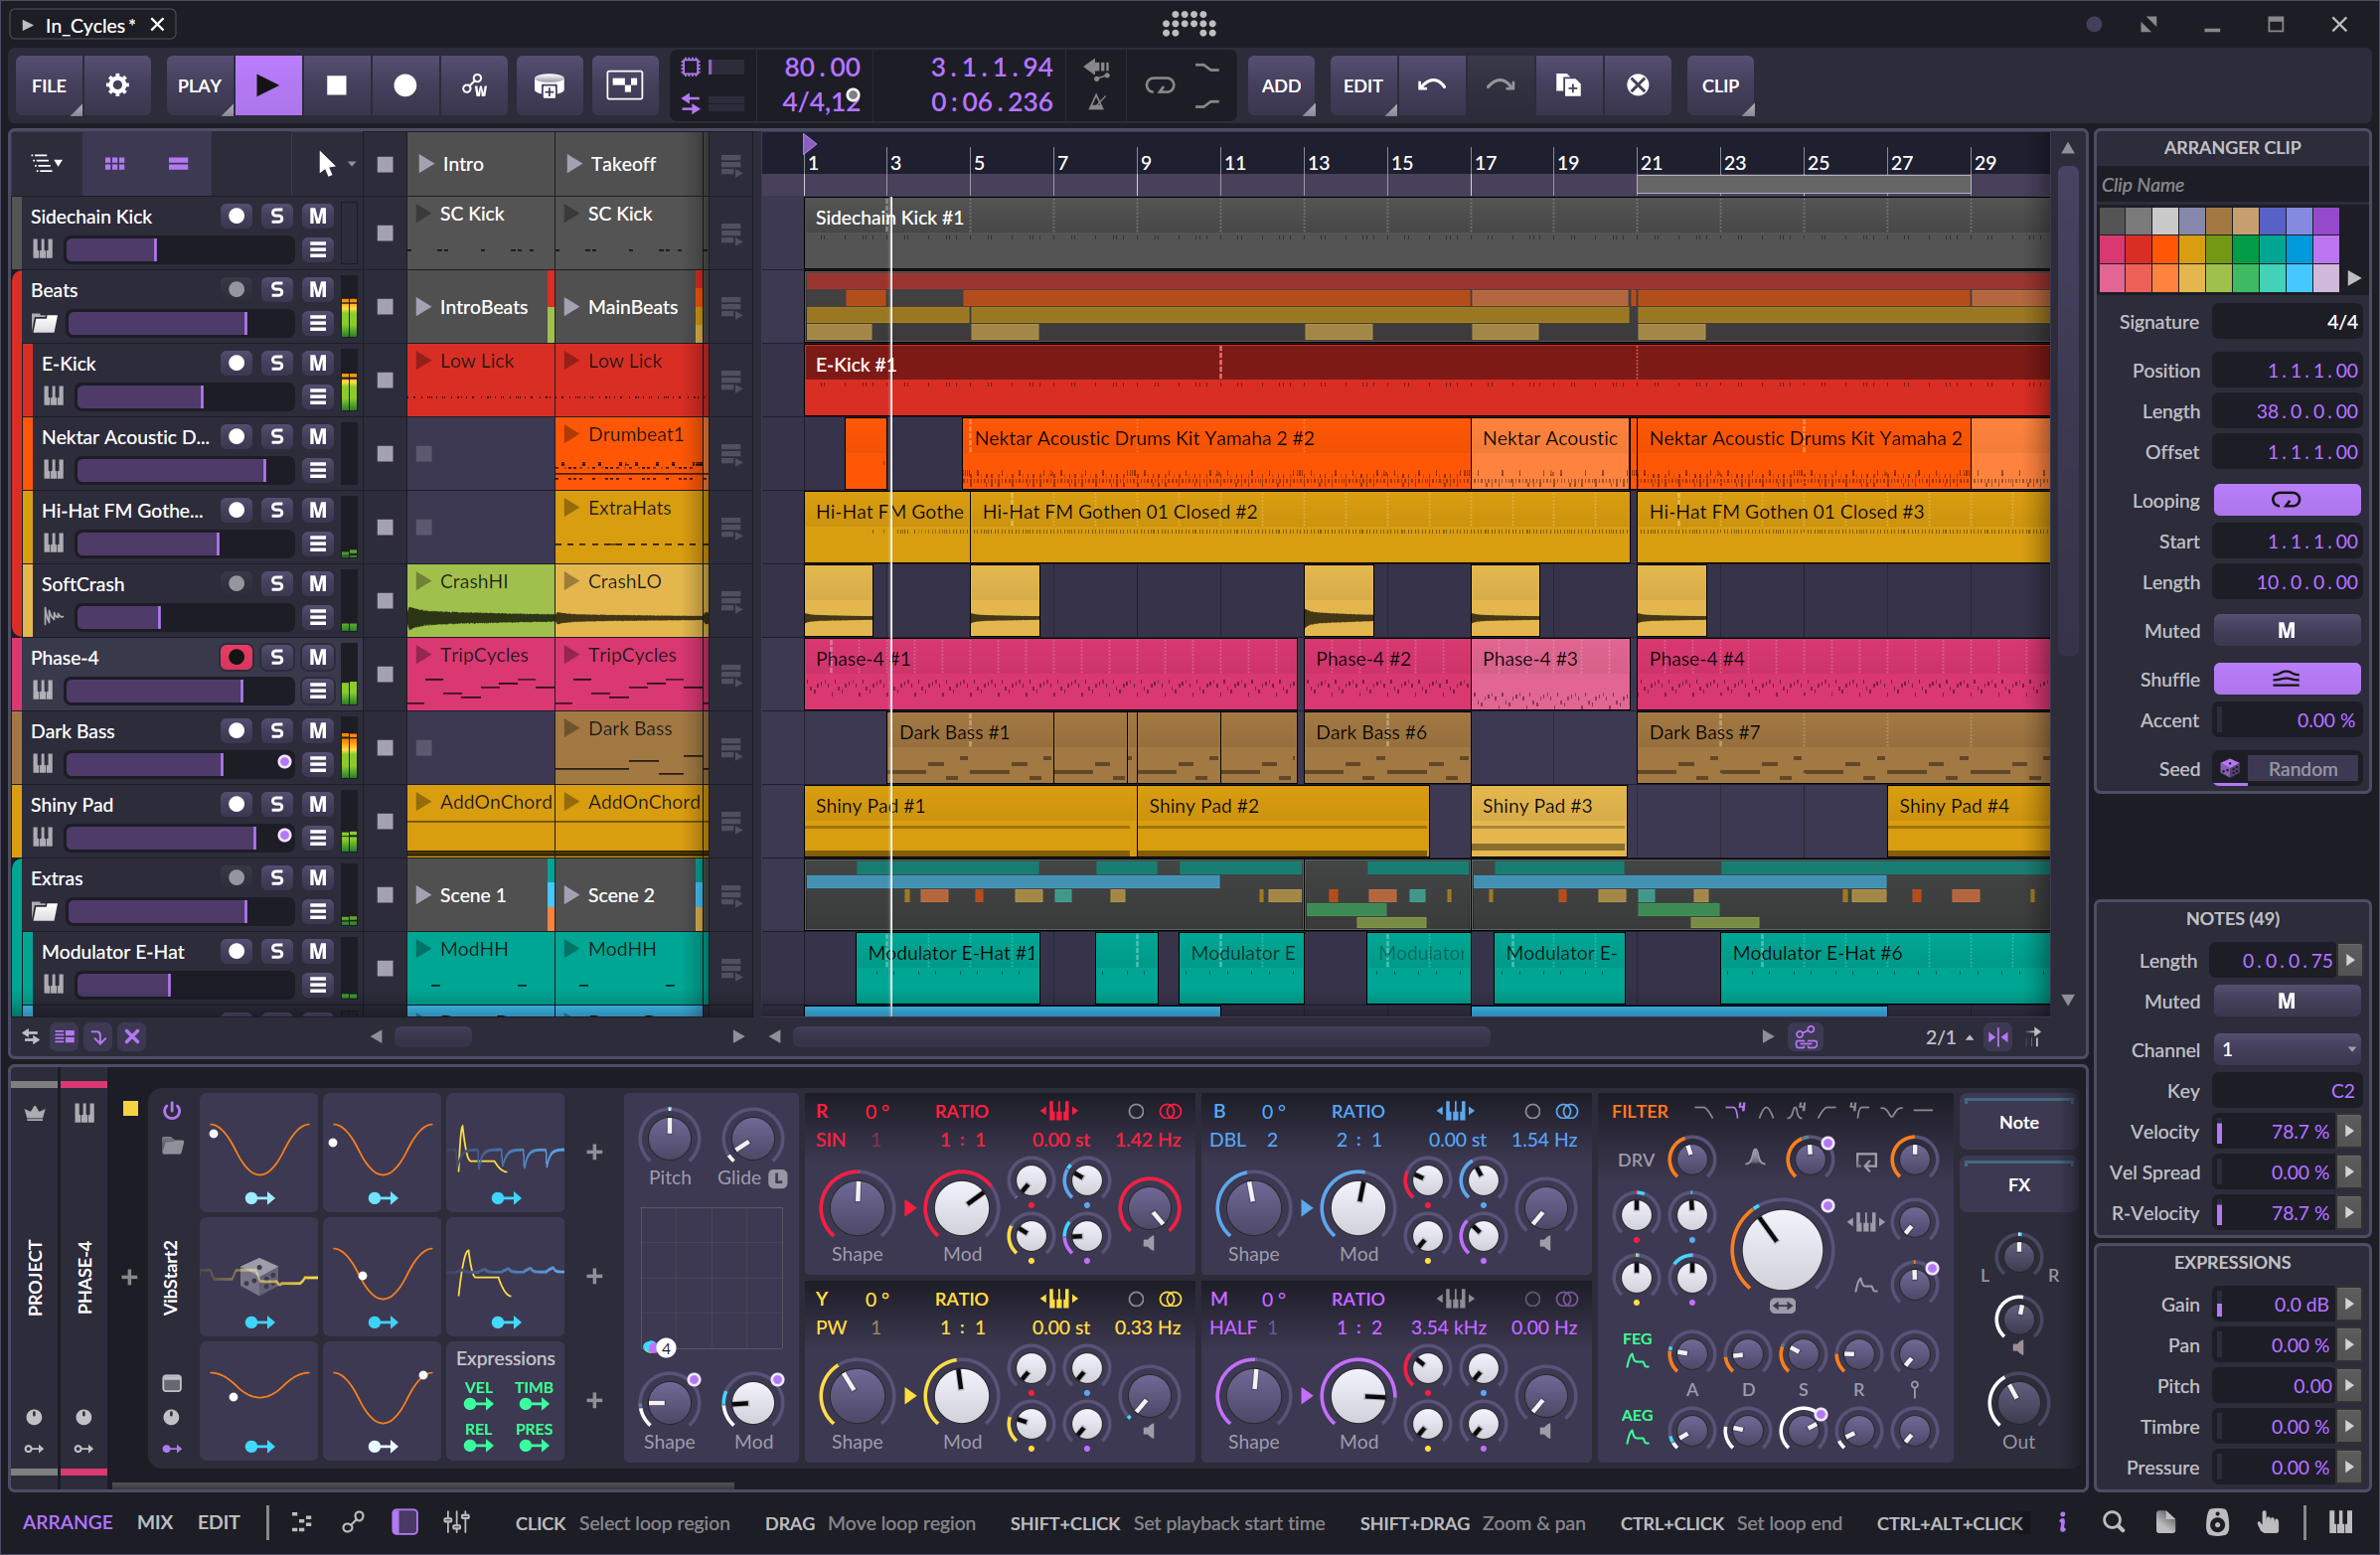 In_Cycles*
FILE
PLAY
80.00
4/4,12
3.1.1.94
0:06.236
ADD
EDIT
CLIP
Intro
Takeoff
1 3 5 7 9 11 13 15 17 19 21 23 25 27 29
Sidechain Kick
S M
SC Kick
SC Kick
Sidechain Kick #1
Beats
S M
IntroBeats
MainBeats
E-Kick
S M
Low Lick
Low Lick
E-Kick #1
Nektar Acoustic D...
S M
Drumbeat1
Nektar Acoustic Drums Kit Yamaha 2 #2
Nektar Acoustic
Nektar Acoustic Drums Kit Yamaha 2
Hi-Hat FM Gothe...
S M
ExtraHats
Hi-Hat FM Gothe
Hi-Hat FM Gothen 01 Closed #2
Hi-Hat FM Gothen 01 Closed #3
SoftCrash
S M
CrashHI
CrashLO
Phase-4
S M
TripCycles
TripCycles
Phase-4 #1
Phase-4 #2
Phase-4 #3
Phase-4 #4
Dark Bass
S M
Dark Bass
Dark Bass #1
Dark Bass #6
Dark Bass #7
Shiny Pad
S M
AddOnChord
AddOnChord
Shiny Pad #1
Shiny Pad #2
Shiny Pad #3
Shiny Pad #4
Extras
S M
Scene 1
Scene 2
Modulator E-Hat
S M
ModHH
ModHH
Modulator E-Hat #1
Modulator E
Modulator
Modulator E-
Modulator E-Hat #6
2/1
ARRANGER CLIP
Clip Name
Signature 4/4
Position 1.1.1.00
Length 38.0.0.00
Offset 1.1.1.00
Looping
Start 1.1.1.00
Length 10.0.0.00
Muted M
Shuffle
Accent 0.00 %
Seed Random
NOTES (49)
Length 0.0.0.75
Muted M
Channel 1
Key C2
Velocity 78.7 %
Vel Spread 0.00 %
R-Velocity 78.7 %
EXPRESSIONS
Gain 0.0 dB
Pan 0.00 %
Pitch 0.00
Timbre 0.00 %
Pressure 0.00 %
PROJECT
PHASE-4
VibStart2
Expressions
VEL TIMB
REL PRES
Pitch
Glide L
4
Shape
Mod
R 0° RATIO
SIN 1 1 : 1 0.00 st 1.42 Hz
Shape
Mod
B 0° RATIO
DBL 2 2 : 1 0.00 st 1.54 Hz
Shape
Mod
Y 0° RATIO
PW 1 1 : 1 0.00 st 0.33 Hz
Shape
Mod
M 0° RATIO
HALF 1 1 : 2 3.54 kHz 0.00 Hz
Shape
Mod
FILTER
4 4 4
DRV
FEG
A D S R
AEG
Note
FX
L R
Out
ARRANGE MIX EDIT
CLICK Select loop region
DRAG Move loop region
SHIFT+CLICK Set playback start time
SHIFT+DRAG Zoom & pan
CTRL+CLICK Set loop end
CTRL+ALT+CLICK